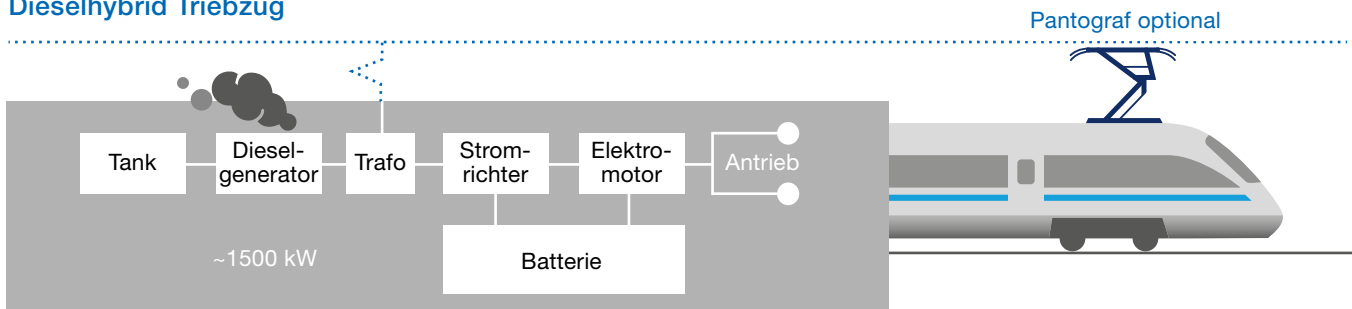 Dieselhybrid Triebzug
Pantograf optional
Tank
Diesel-
generator
Trafo
Strom-
richter
Elektro-
motor
Antrieb
~1500 kW
Batterie